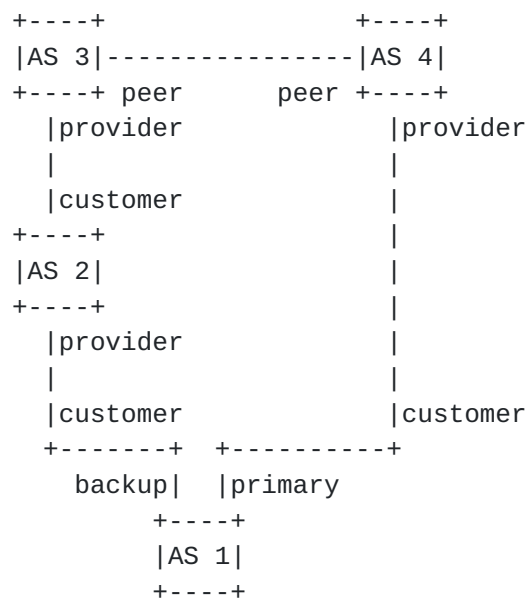 +----+                 +----+
|AS 3|----------------|AS 4|
+----+ peer      peer +----+
  |provider             |provider
  |                     |
  |customer             |
+----+                  |
|AS 2|                  |
+----+                  |
  |provider             |
  |                     |
  |customer             |customer
  +-------+  +----------+
    backup|  |primary
         +----+
         |AS 1|
         +----+